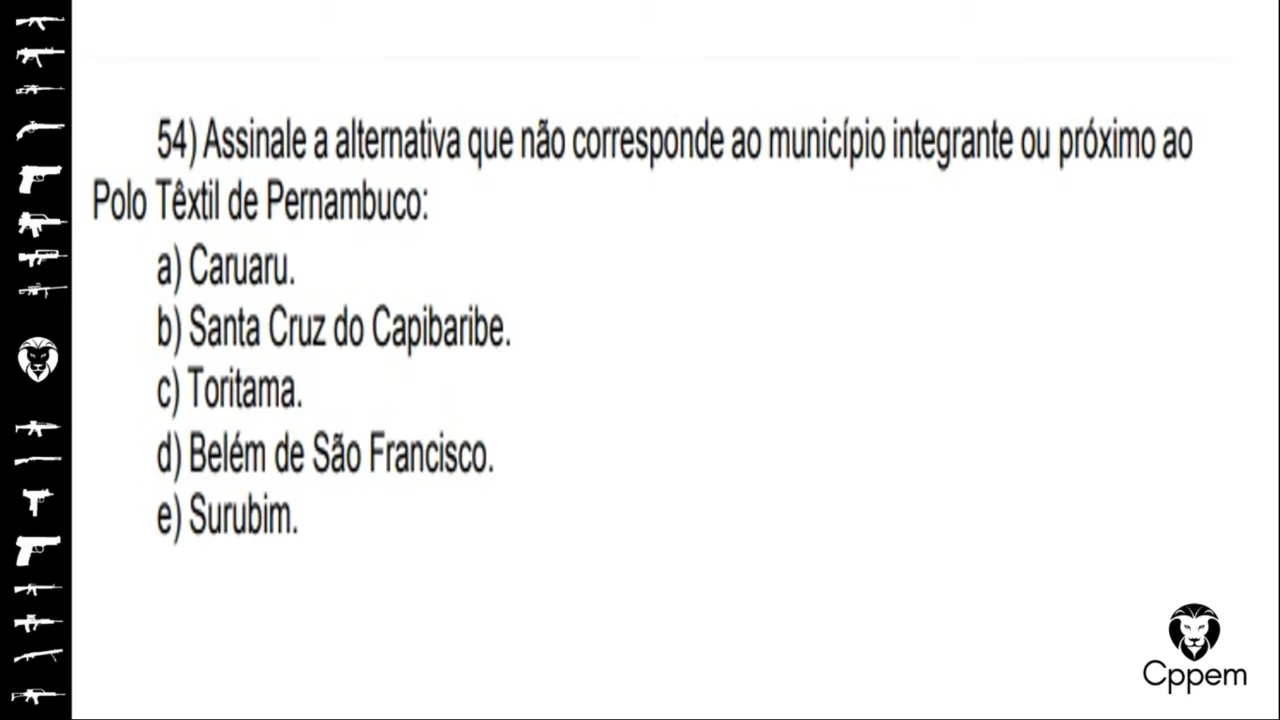 54) Assinale a alternativa que não corresponde ao município integrante ou próximo ao
Polo Têxtil de Pernambuco:
a) Caruaru.
b) Santa Cruz do Capibaribe.
c) Toritama.
d) Belém de São Francisco.
e) Surubim.
Cppem